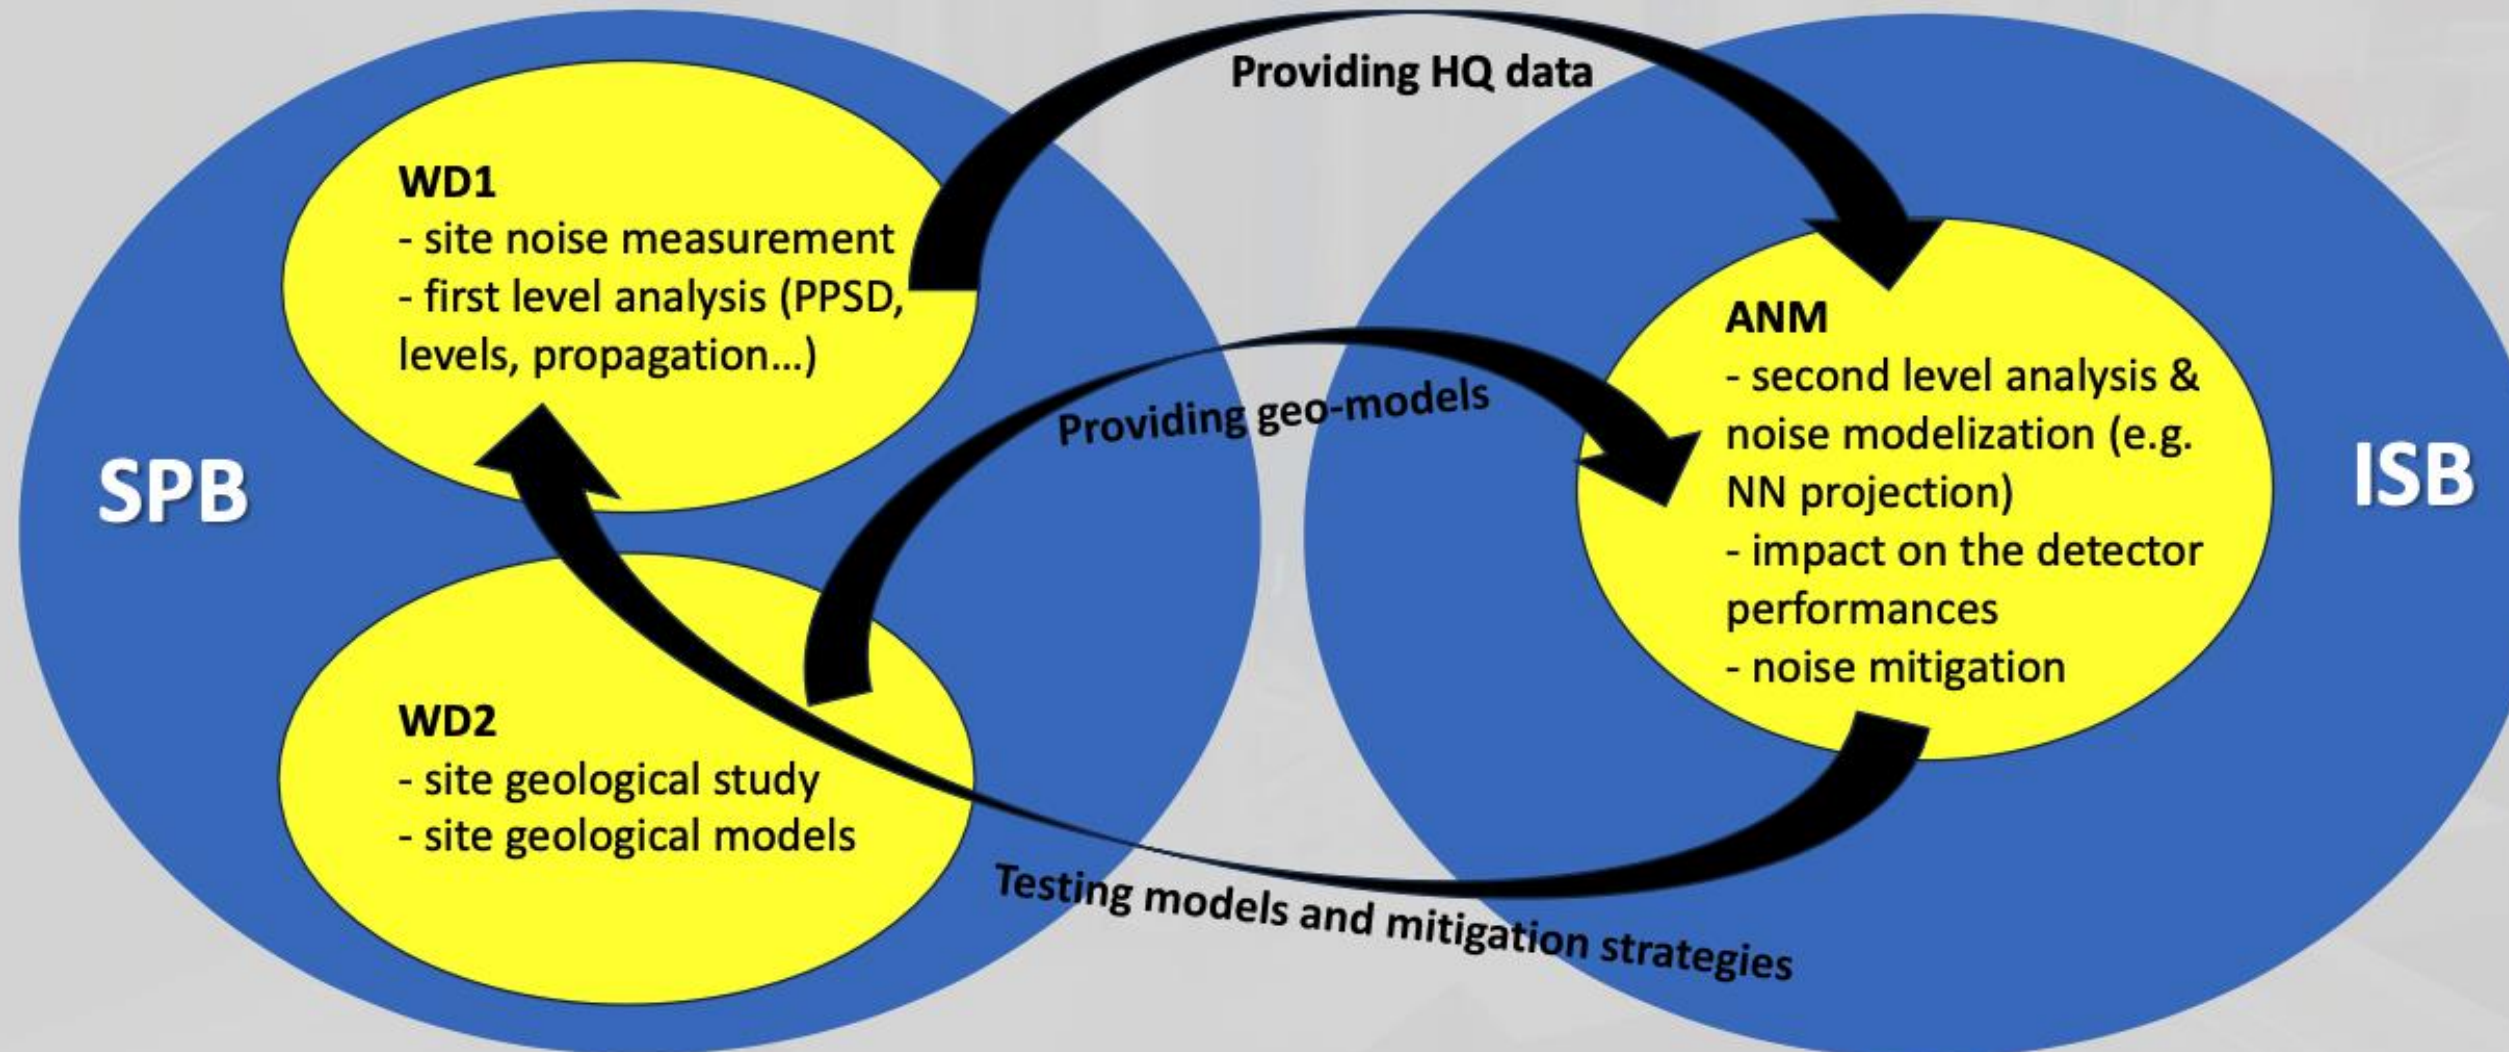 Providing HQ data
WD1
- site noise measurement
- first level analysis (PPSD,
levels, propagation...)
ANM
- second level analysis &
noise modelization (e.g.
NN projection)
- impact on the detector
performances
- noise mitigation
Providing geo-models
SPB
ISB
WD2
- site geological study
- site geological models
Testing models and mitigation strategies